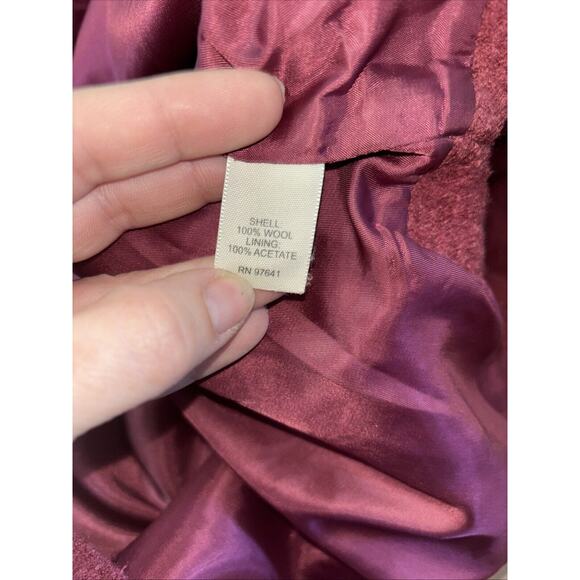 SHELL:
100% WOOL
LINING:
100% ACETATE
RN 97641